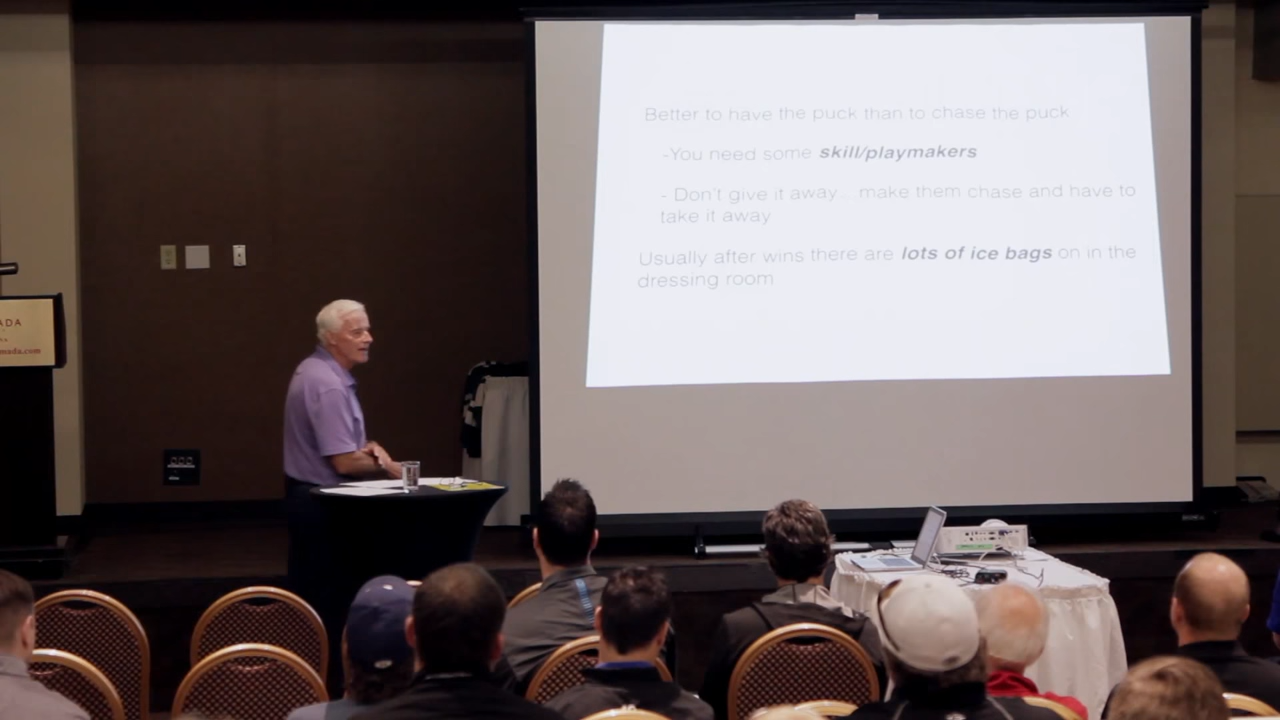 Better to have the puck than to chase the puck
-You need some skill/playmakers
- Don't give it away... make them chase and have to
take it away
Usually after wins there are lots of ice bags on in the
dressing room
ADA
mada.com